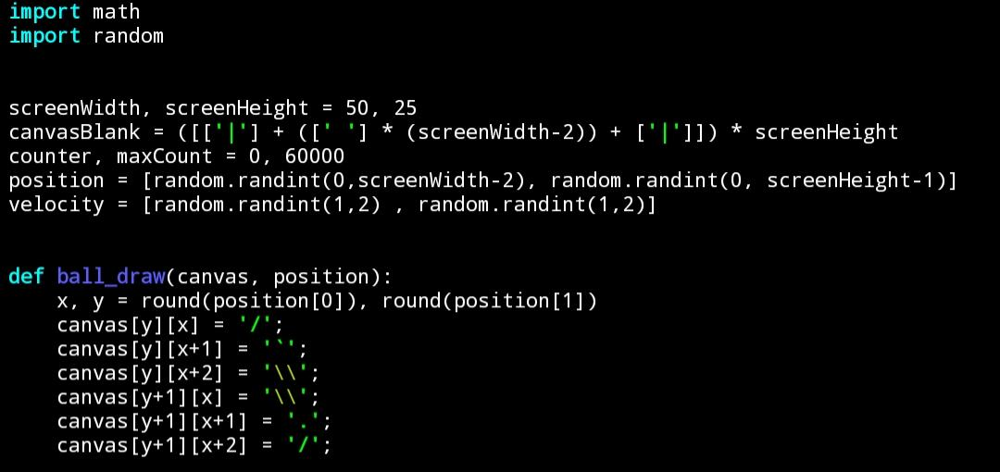 import math
import random
screenWidth, screenHeight = 50, 25
canvasBlank = ([['|'] + ([' '] * (screenWidth-2)) + ['|']]) * screenHeight
counter, maxCount = 0, 60000
position = [random.randint(0,screenWidth-2), random.randint(0, screenHeight-1)]
velocity = [random.randint(1,2) , random.randint(1,2)]
def ball_draw(canvas, position):
    x, y = round(position[0]), round(position[1])
    canvas[y][x] = '/';
    canvas[y][x+1] = '`';
    canvas[y][x+2] = '\\';
    canvas[y+1][x] = '\\';
    canvas[y+1][x+1] = '.';
    canvas[y+1][x+2] = '/';